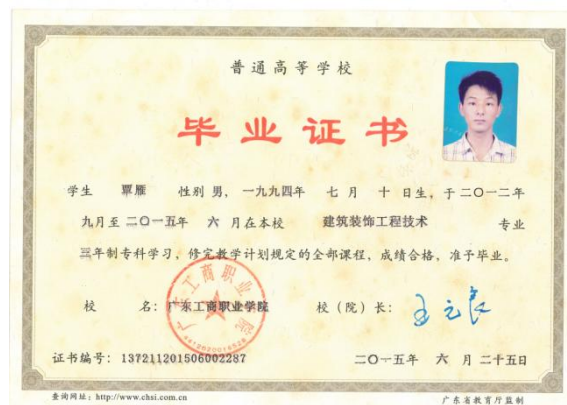 普通高等学校
毕业证书
学生 覃雁 性别 男，一九九四年 七 月 十 日生，于二〇一二年
九月至二〇一五年 六 月在本校 建筑装饰工程技术 专业
三年制专科学习，修完教学计划规定的全部课程，成绩合格，准予毕业。
校 名：广东工商职业学院 校（院）长：
证书编号：137211201506002287 二〇一五年 六 月 二十五日
查询网址：http://www.chsi.com.cn 广东省教育厅监制